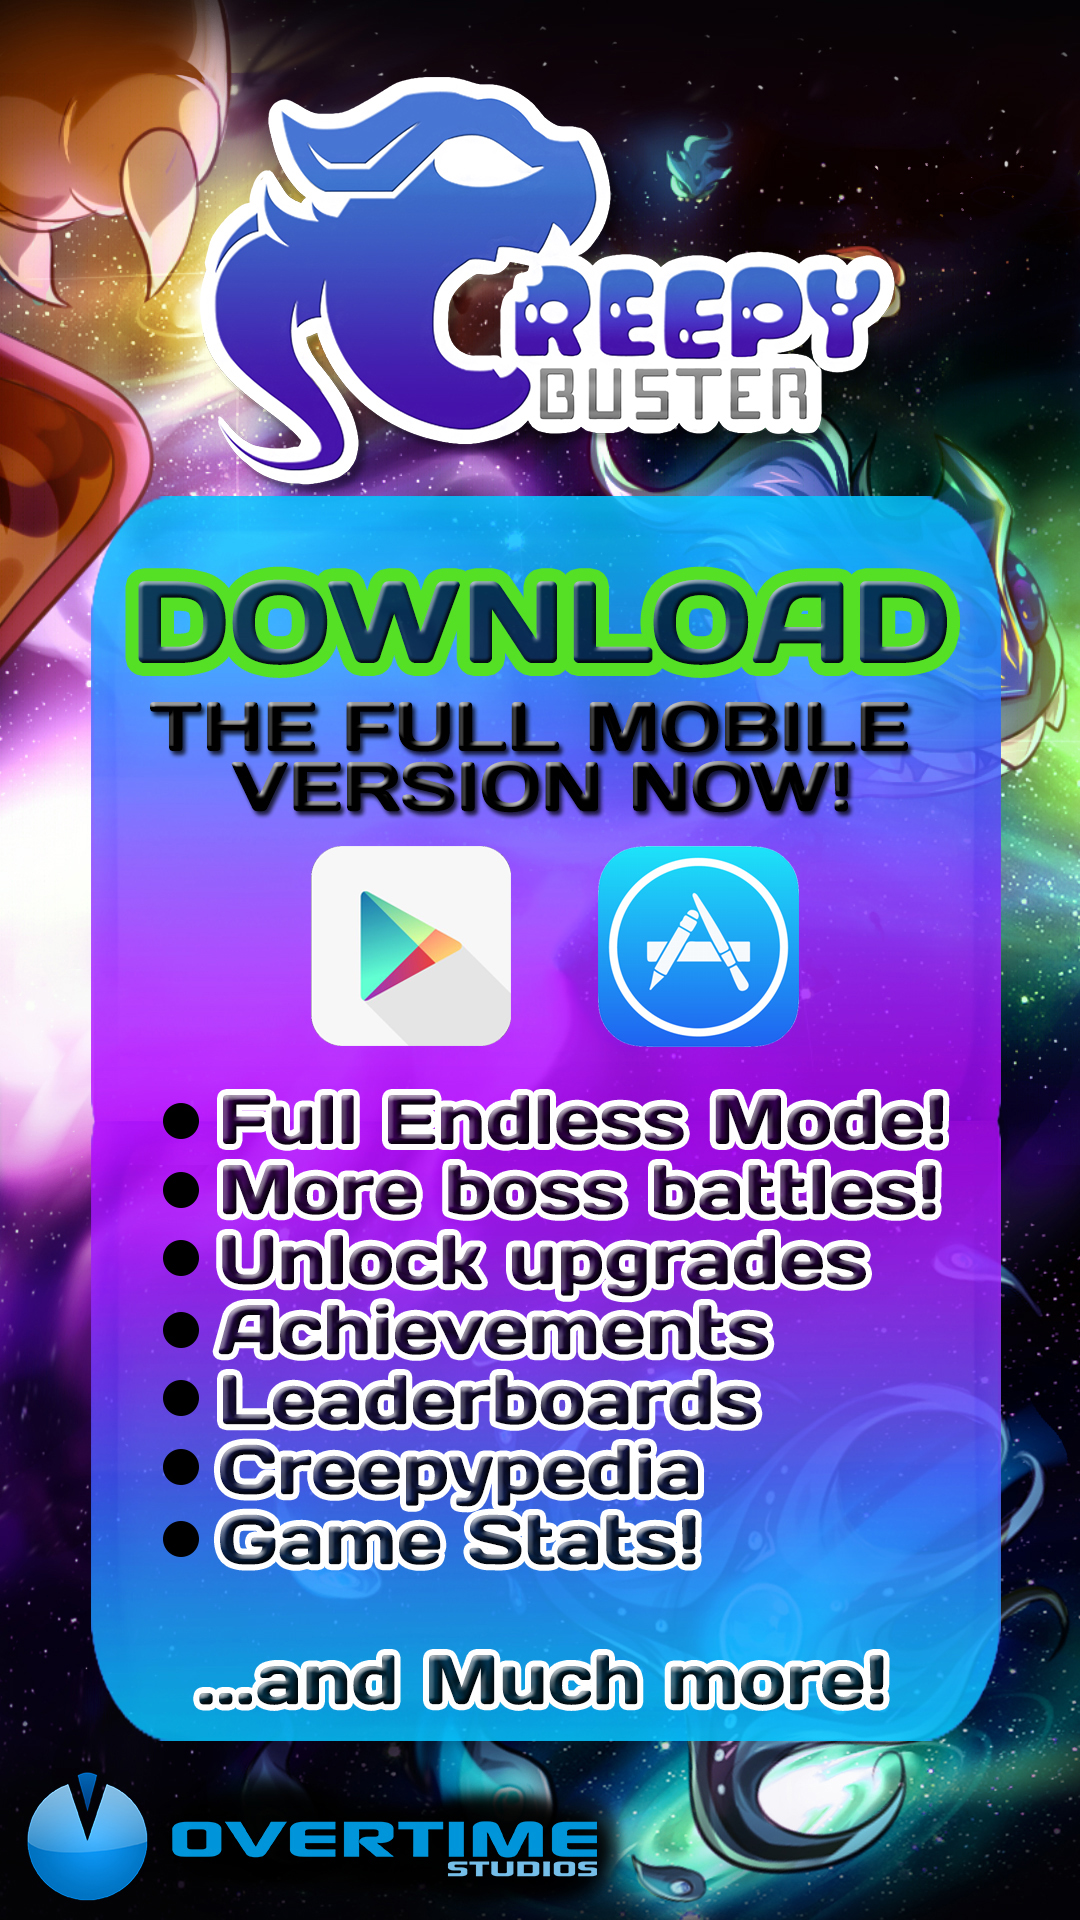 CREEPY
BUSTER
DOWNLOAD
THE FULL MOBILE
VERSION NOW!
• Full Endless Mode!
• More boss battles!
• Unlock upgrades
• Achievements
• Leaderboards
• Creepypedia
• Game Stats!
...and Much more!
OVERTIME
STUDIOS